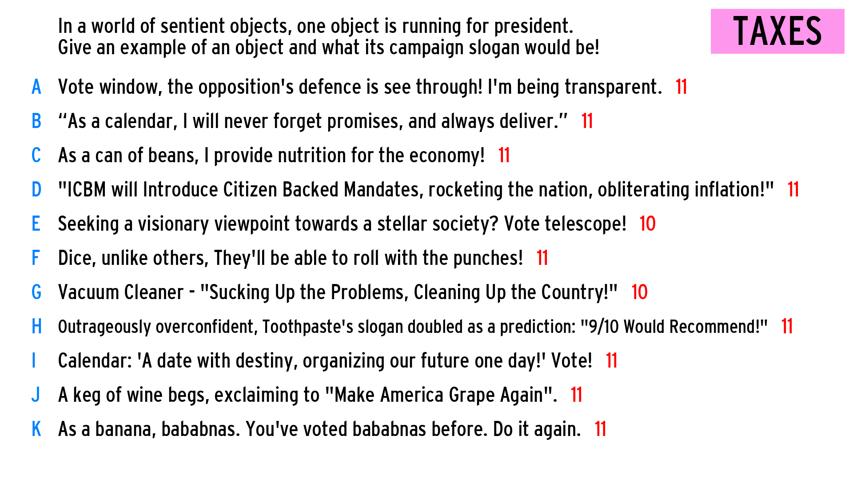 In a world of sentient objects, one object is running for president.
Give an example of an object and what its campaign slogan would be!
TAXES
A Vote window, the opposition's defence is see through! I'm being transparent. 11
B “As a calendar, I will never forget promises, and always deliver.” 11
C As a can of beans, I provide nutrition for the economy! 11
D "ICBM will Introduce Citizen Backed Mandates, rocketing the nation, obliterating inflation!" 11
E Seeking a visionary viewpoint towards a stellar society? Vote telescope! 10
F Dice, unlike others, They'll be able to roll with the punches! 11
G Vacuum Cleaner - "Sucking Up the Problems, Cleaning Up the Country!" 10
H Outrageously overconfident, Toothpaste's slogan doubled as a prediction: "9/10 Would Recommend!" 11
I Calendar: 'A date with destiny, organizing our future one day!' Vote! 11
J A keg of wine begs, exclaiming to "Make America Grape Again". 11
K As a banana, bababnas. You've voted bababnas before. Do it again. 11